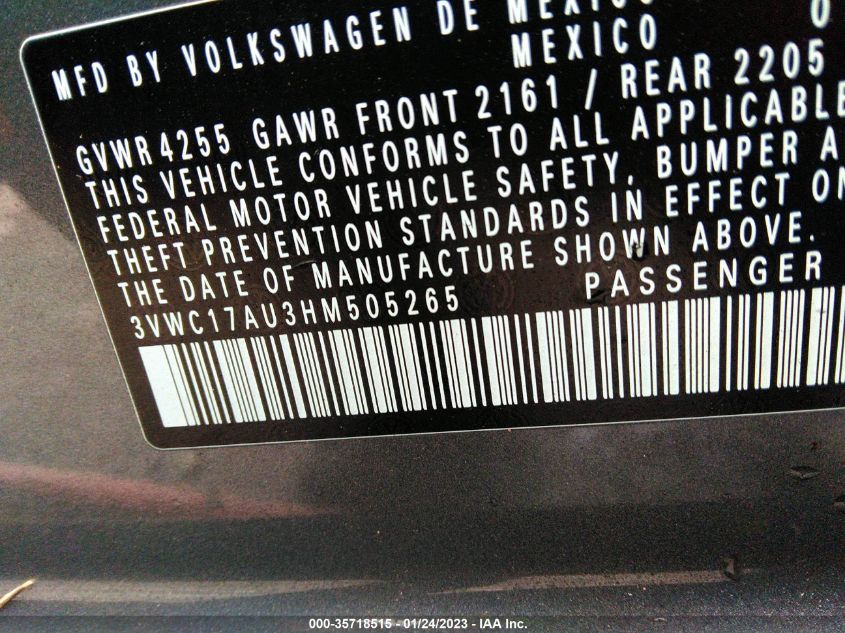 MFD BY VOLKSWAGEN DE MEXICO 0
MEXICO
GVWR 4255 GAWR FRONT 2161 / REAR 2205
THIS VEHICLE CONFORMS TO ALL APPLICABLE
FEDERAL MOTOR VEHICLE SAFETY, BUMPER A
THEFT PREVENTION STANDARDS IN EFFECT ON
THE DATE OF MANUFACTURE SHOWN ABOVE.
3VWC17AU3HM505265 PASSENGER
000-35718515 - 01/24/2023 - IAA Inc.